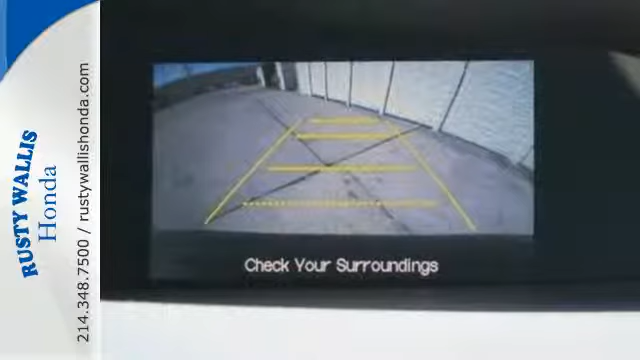 RUSTY WALLIS
Honda
214.348.7500 / rustywallishonda.com
Check Your Surroundings